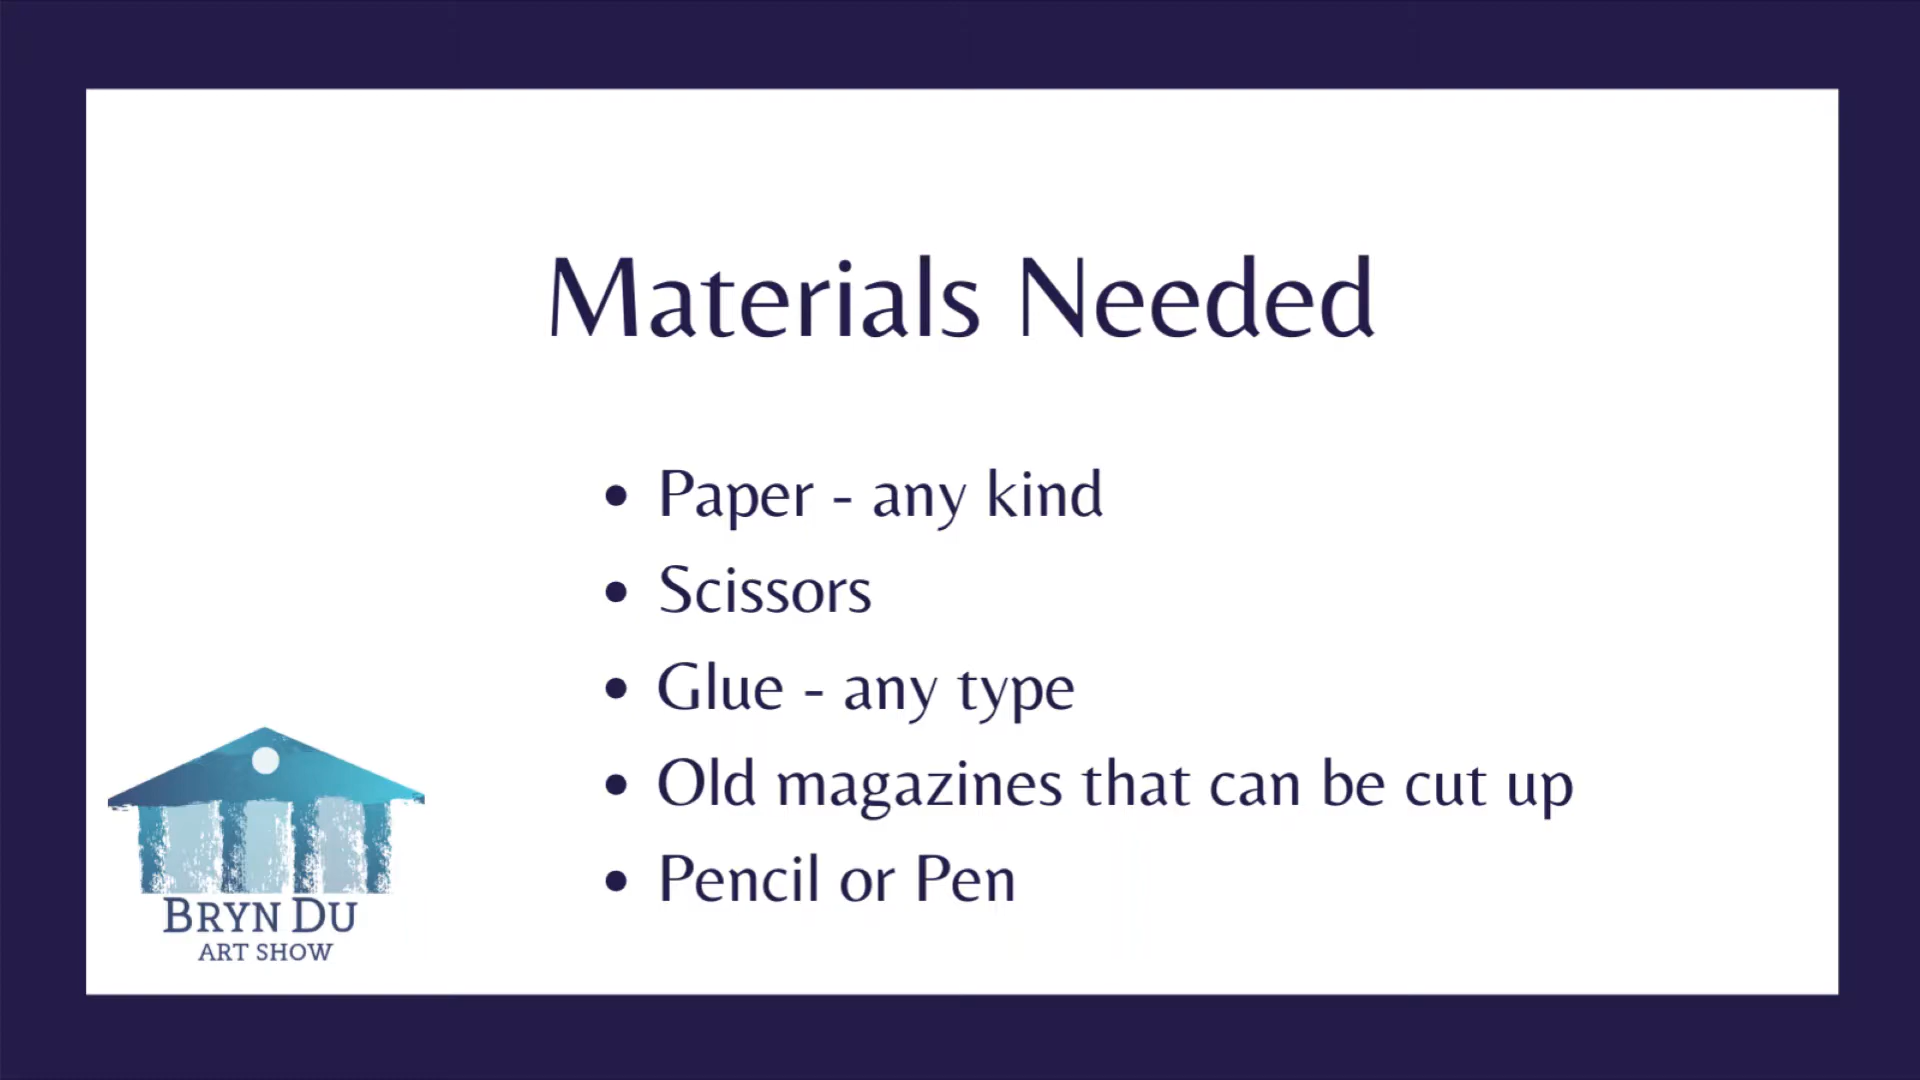 Materials Needed
• Paper - any kind
• Scissors
• Glue - any type
• Old magazines that can be cut up
• Pencil or Pen
BRYN DU
ART SHOW